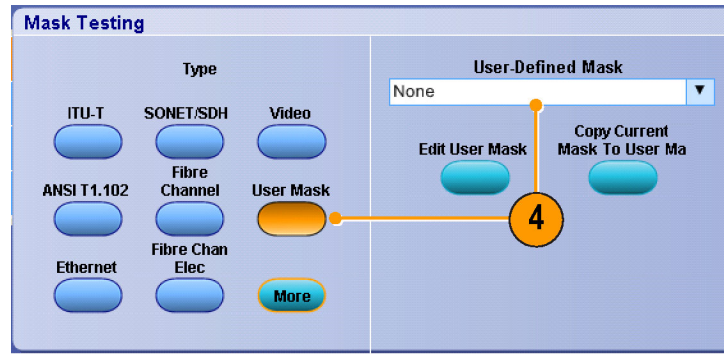 Mask Testing
Type
ITU-T
SONET/SDH
Video
ANSI T1.102
Fibre
Channel
User Mask
Ethernet
Fibre Chan
Elec
More
User-Defined Mask
None
Edit User Mask
Copy Current
Mask To User Ma
4